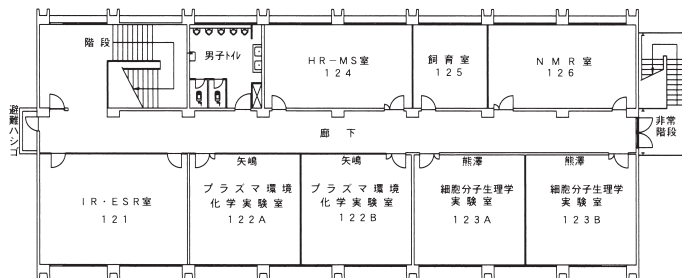 階段
男子トイレ
HR-MS室
124
飼育室
125
NMR室
126
避難ハシゴ
廊下
非常
階段
矢嶋
矢嶋
熊澤
熊澤
IR・ESR室
121
プラズマ環境
化学実験室
122A
プラズマ環境
化学実験室
122B
細胞分子生理学
実験室
123A
細胞分子生理学
実験室
123B